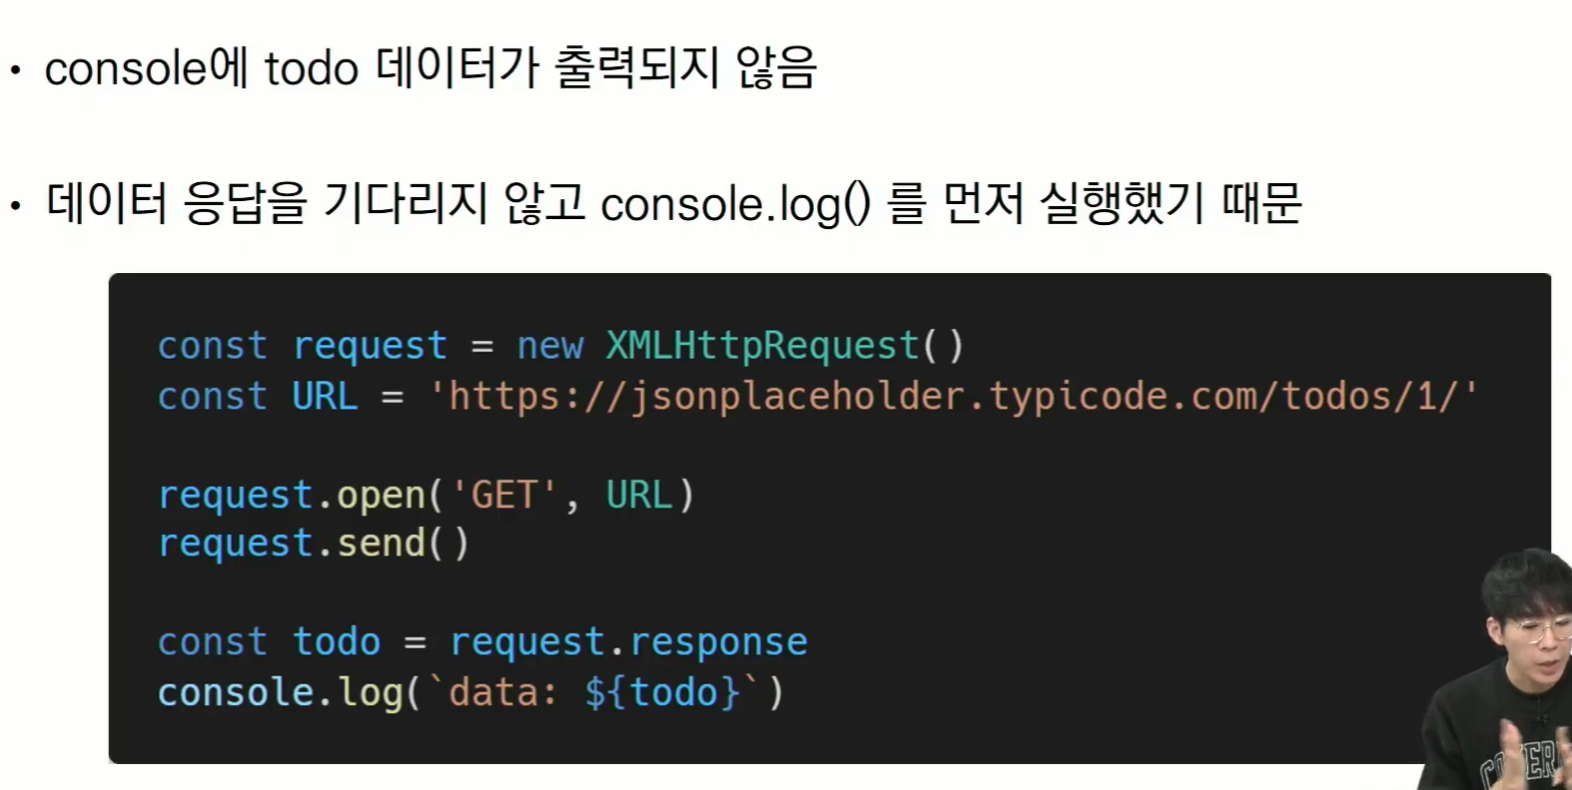 • console에 todo 데이터가 출력되지 않음
• 데이터 응답을 기다리지 않고 console.log() 를 먼저 실행했기 때문
const request = new XMLHttpRequest()
const URL = 'https://jsonplaceholder.typicode.com/todos/1/'
request.open('GET', URL)
request.send()
const todo = request.response
console.log(`data: ${todo}`)